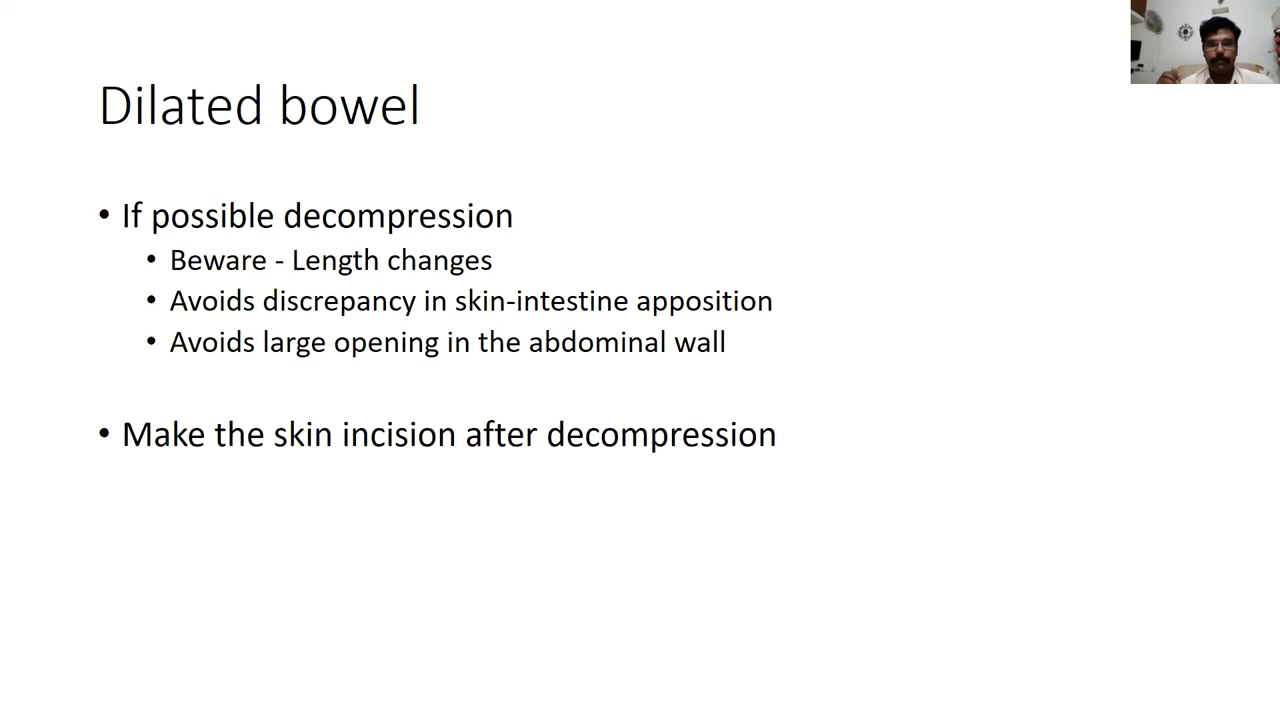 Dilated bowel
• If possible decompression
• Beware - Length changes
• Avoids discrepancy in skin-intestine apposition
• Avoids large opening in the abdominal wall
• Make the skin incision after decompression